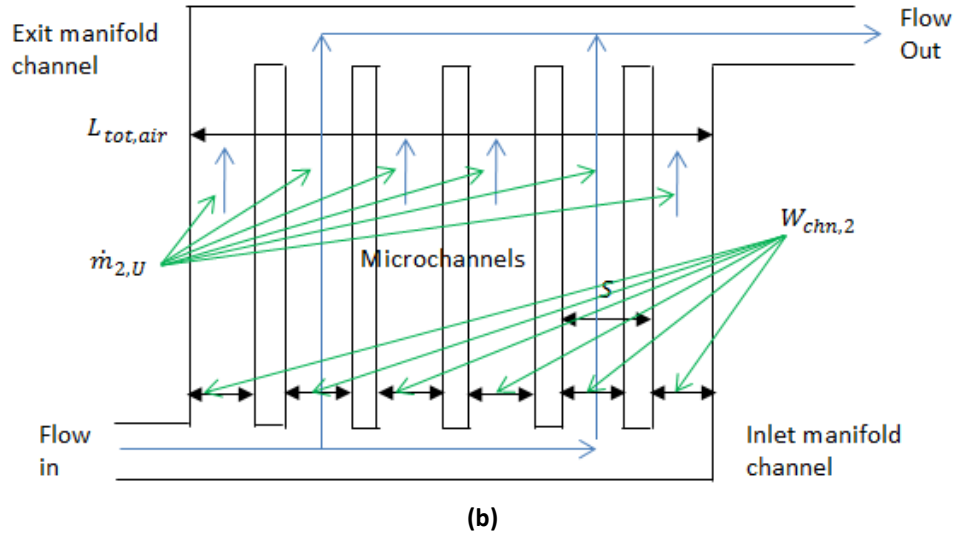 Exit manifold
channel
Flow
Out
L_{tot,air}
W_{chn,2}
ṁ_{2,U}
Microchannels
S
Flow
in
Inlet manifold
channel
(b)